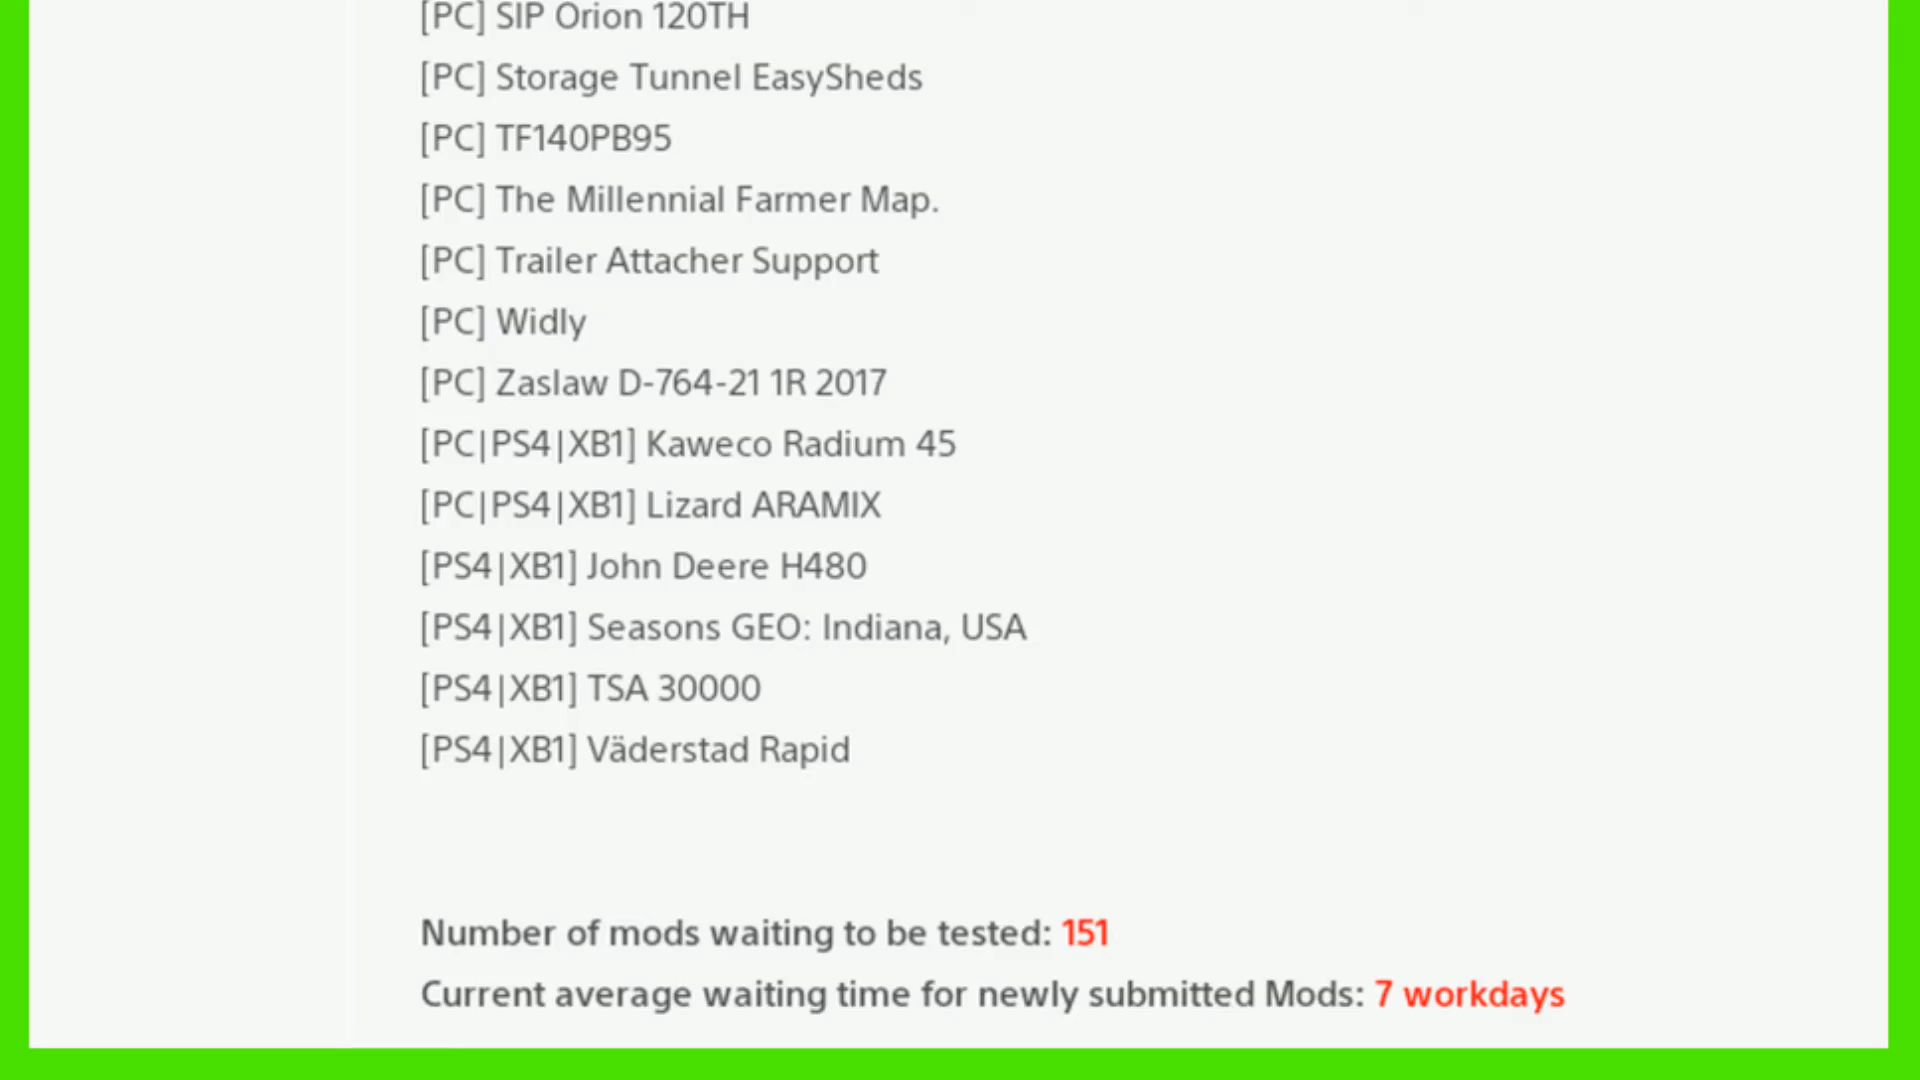 [PC] SIP Orion 120TH
[PC] Storage Tunnel EasySheds
[PC] TF140PB95
[PC] The Millennial Farmer Map.
[PC] Trailer Attacher Support
[PC] Widly
[PC] Zaslaw D-764-21 1R 2017
[PC|PS4|XB1] Kaweco Radium 45
[PC|PS4|XB1] Lizard ARAMIX
[PS4|XB1] John Deere H480
[PS4|XB1] Seasons GEO: Indiana, USA
[PS4|XB1] TSA 30000
[PS4|XB1] Väderstad Rapid
Number of mods waiting to be tested: 151
Current average waiting time for newly submitted Mods: 7 workdays